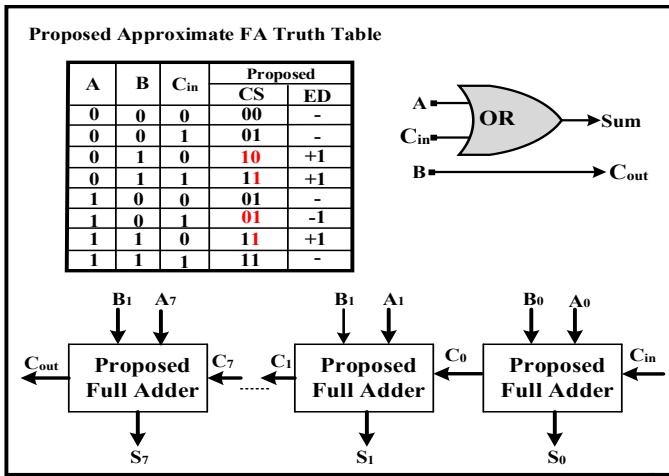 Proposed Approximate FA Truth Table
A B Cin Proposed
CS ED
0 0 0 00 -
0 0 1 01 -
0 1 0 10 +1
0 1 1 11 +1
1 0 0 01 -
1 0 1 01 -1
1 1 0 11 +1
1 1 1 11 -
A
Cin
OR
Sum
B
Cout
B1 A7
B1 A1
B0 A0
Cout
Proposed
Full Adder
C7
C1
Proposed
Full Adder
C0
Proposed
Full Adder
Cin
S7
S1
S0